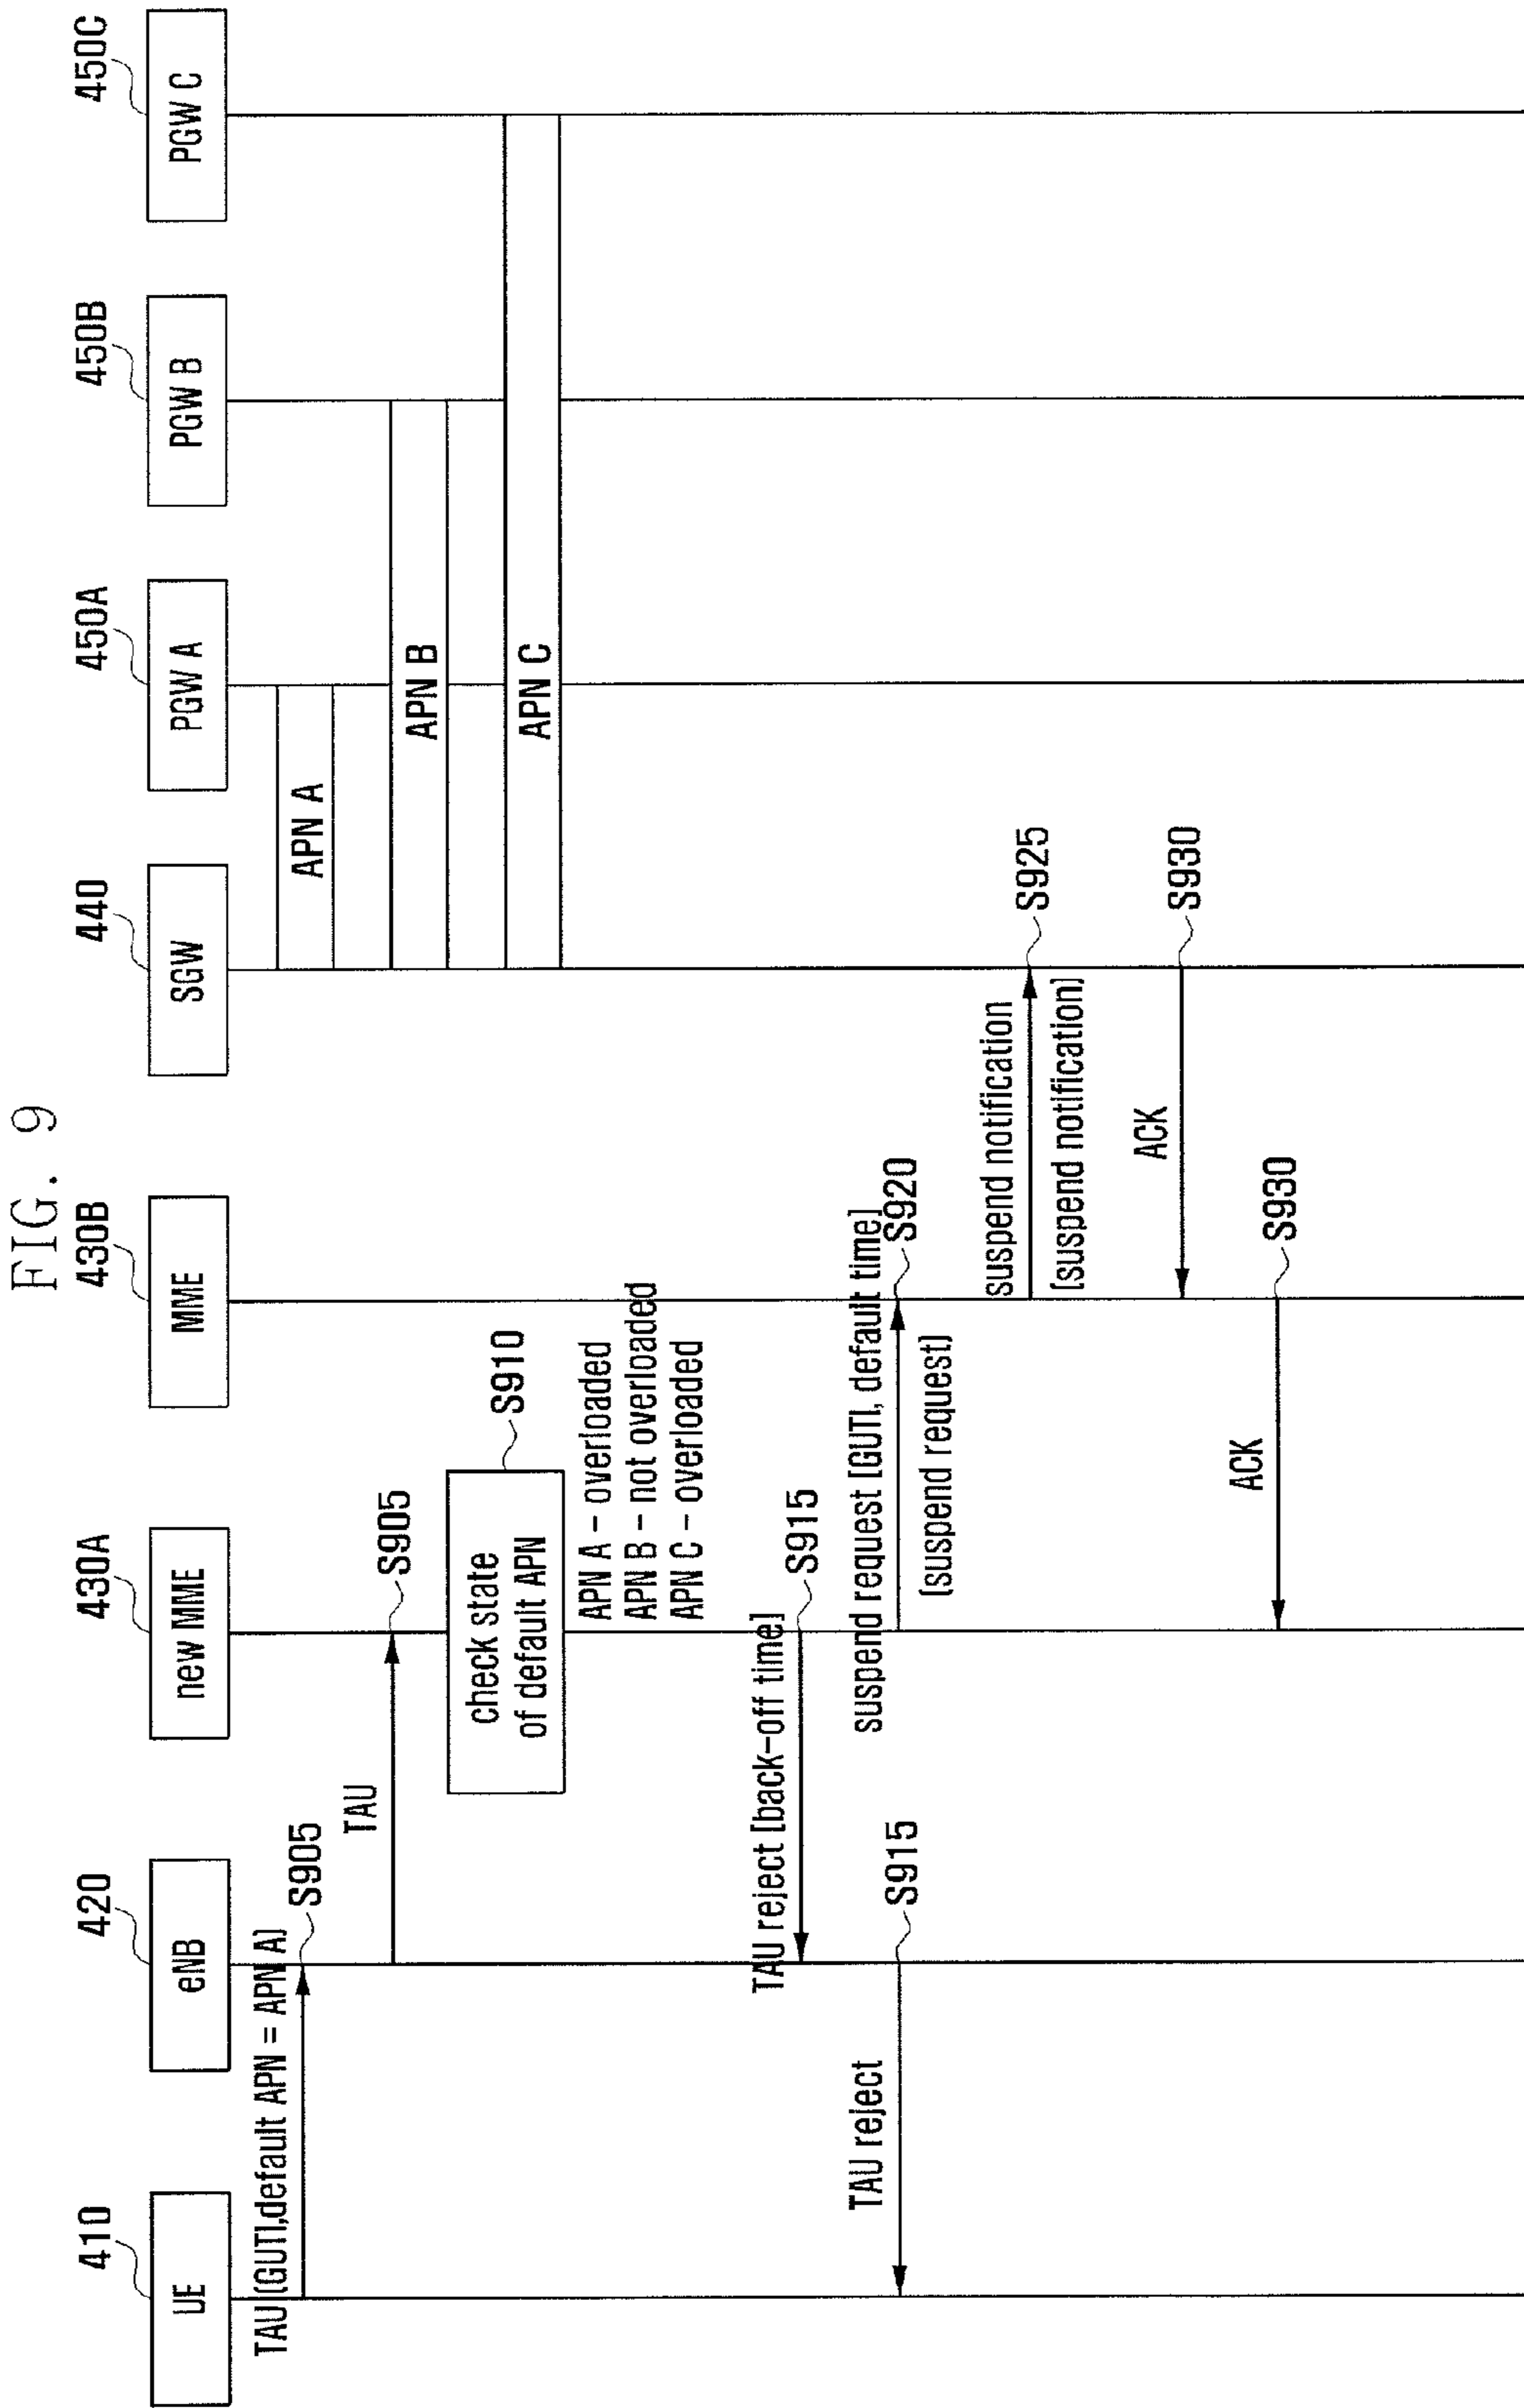 FIG. 9
410
420
430A
430B
440
450A
450B
450C
UE
eNB
new MME
MME
SGW
PGW A
PGW B
PGW C
TAU (GUTI,default APN = APN A)
S905
APN A
TAU
S905
APN B
check state
of default APN
S910
APN C
APN A – overloaded
APN B – not overloaded
APN C – overloaded
TAU reject [back-off time]
S915
TAU reject
S915
suspend request [GUTI, default time]
S920
(suspend request)
suspend notification
S925
(suspend notification)
ACK
S930
ACK
S930